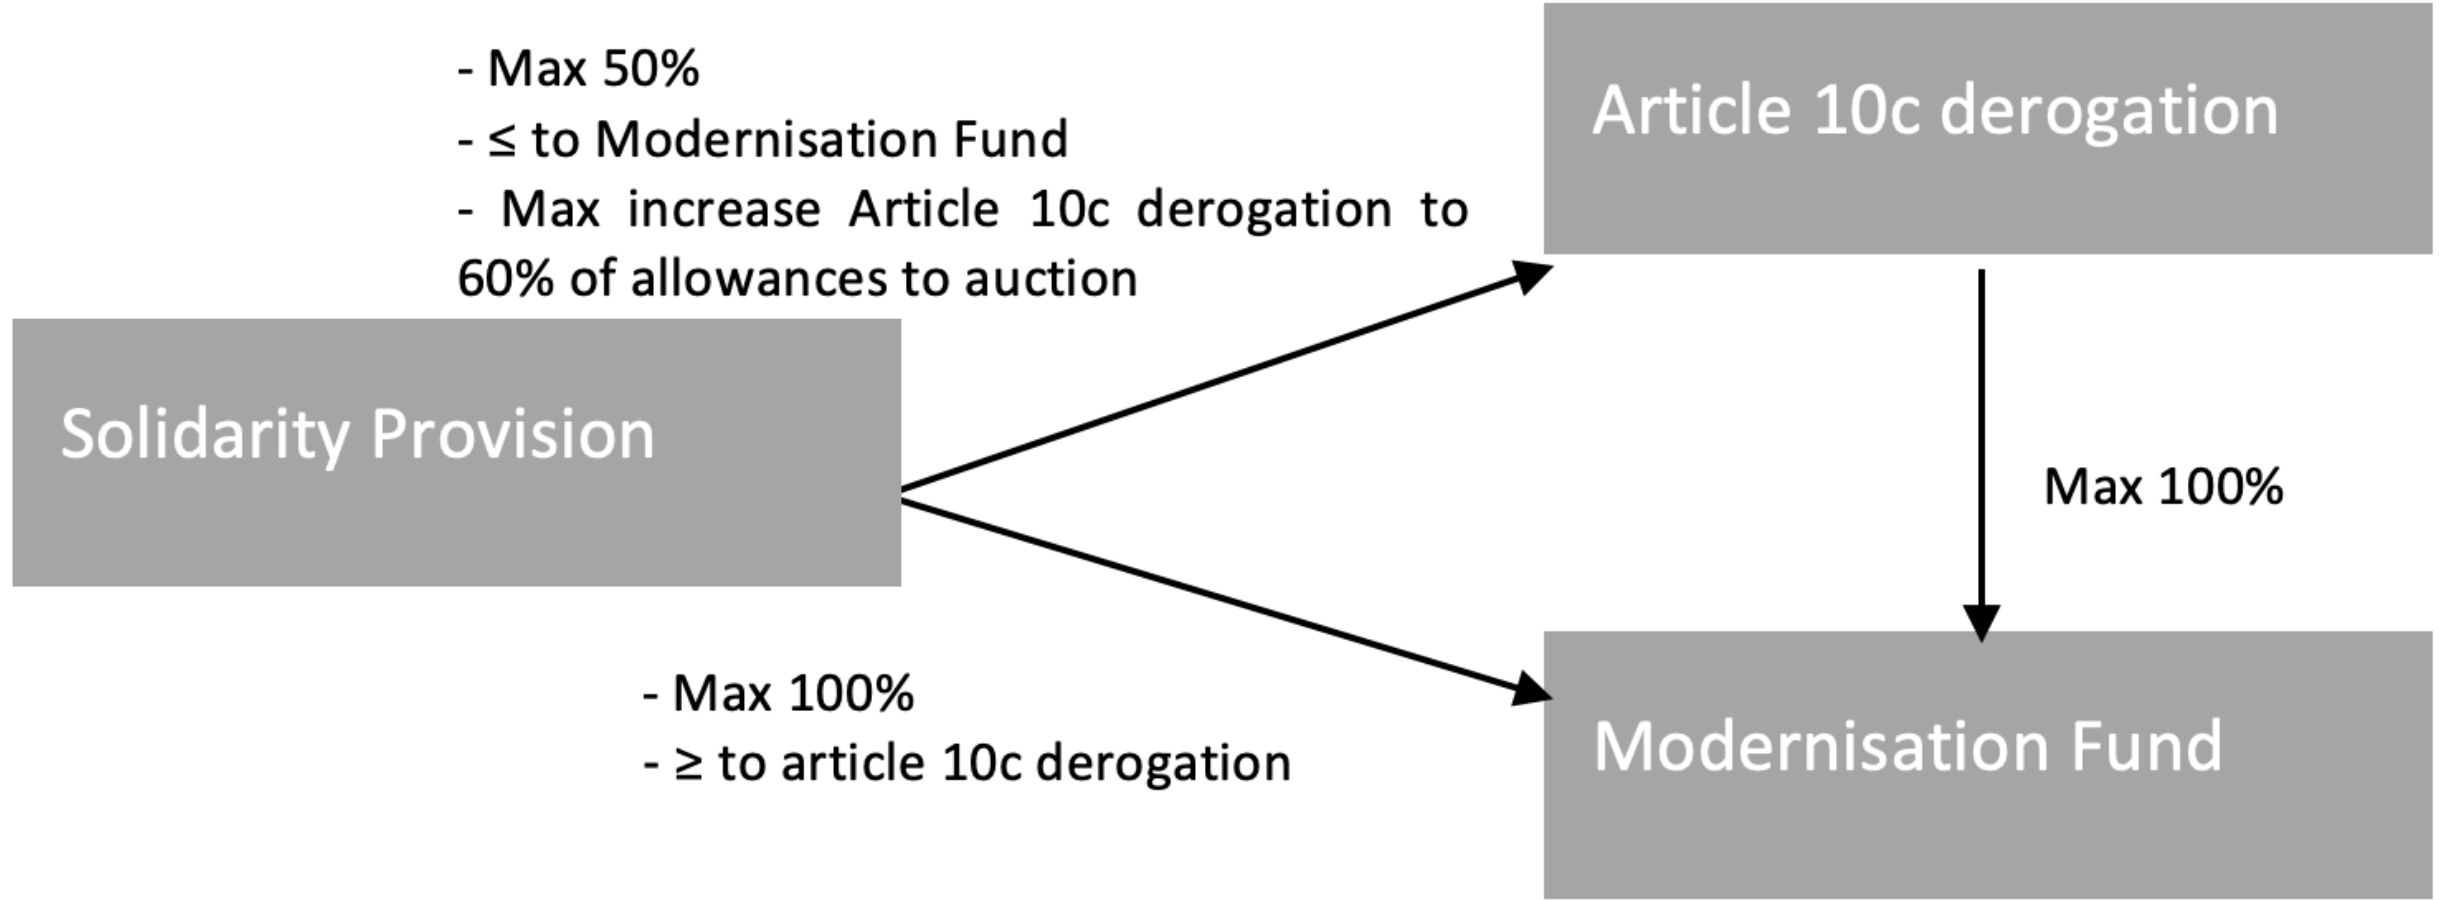 - Max 50%
- ≤ to Modernisation Fund
- Max increase Article 10c derogation to
60% of allowances to auction
Article 10c derogation
Solidarity Provision
Max 100%
- Max 100%
- ≥ to article 10c derogation
Modernisation Fund